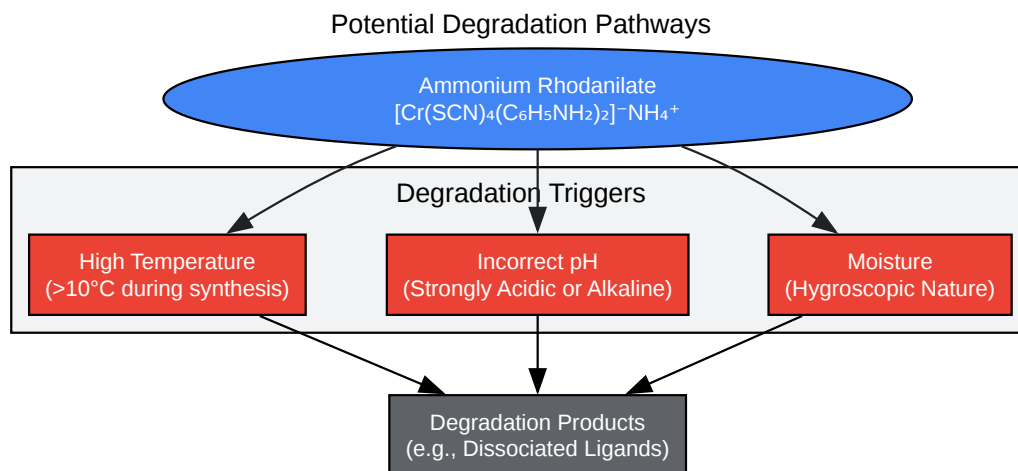 Potential Degradation Pathways
Ammonium Rhodanilate
[Cr(SCN)₄(C₆H₅NH₂)₂]⁻NH₄⁺
Degradation Triggers
High Temperature
(>10°C during synthesis)
Incorrect pH
(Strongly Acidic or Alkaline)
Moisture
(Hygroscopic Nature)
Degradation Products
(e.g., Dissociated Ligands)